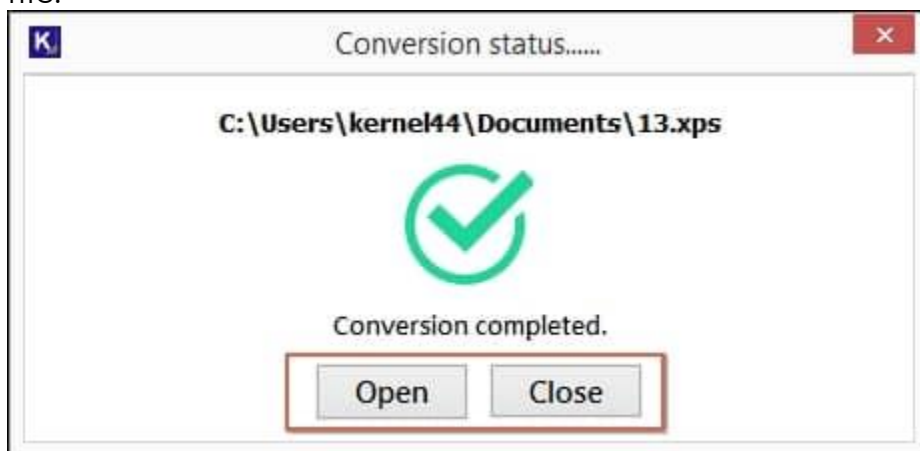 K
Conversion status......
C:\Users\kernel44\Documents\13.xps
Conversion completed.
Open Close